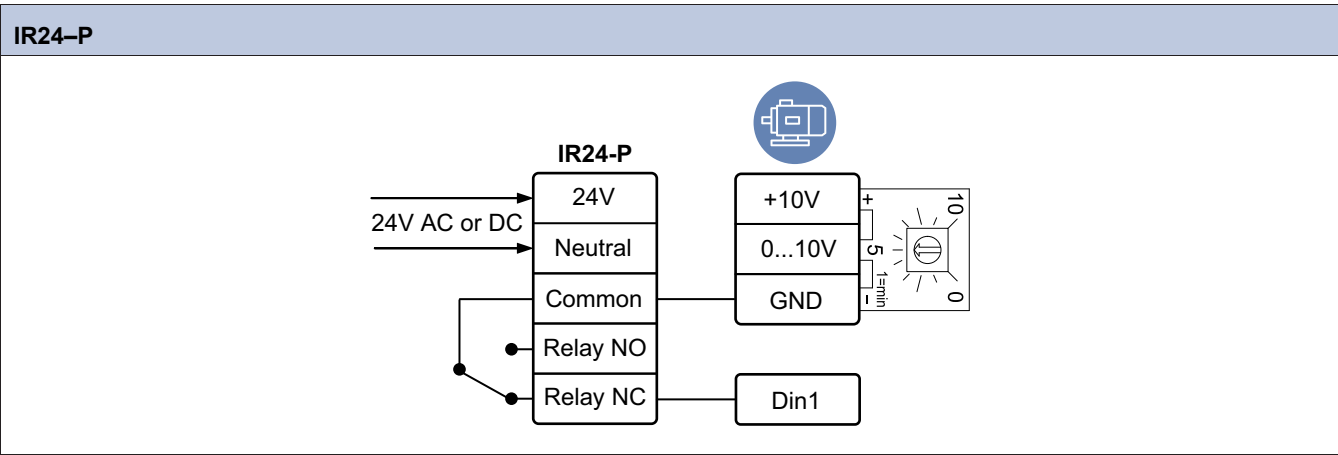 IR24–P
IR24-P
24V AC or DC
24V
Neutral
Common
Relay NO
Relay NC
+10V
0...10V
GND
Din1
+
-
10
5
1=min
0